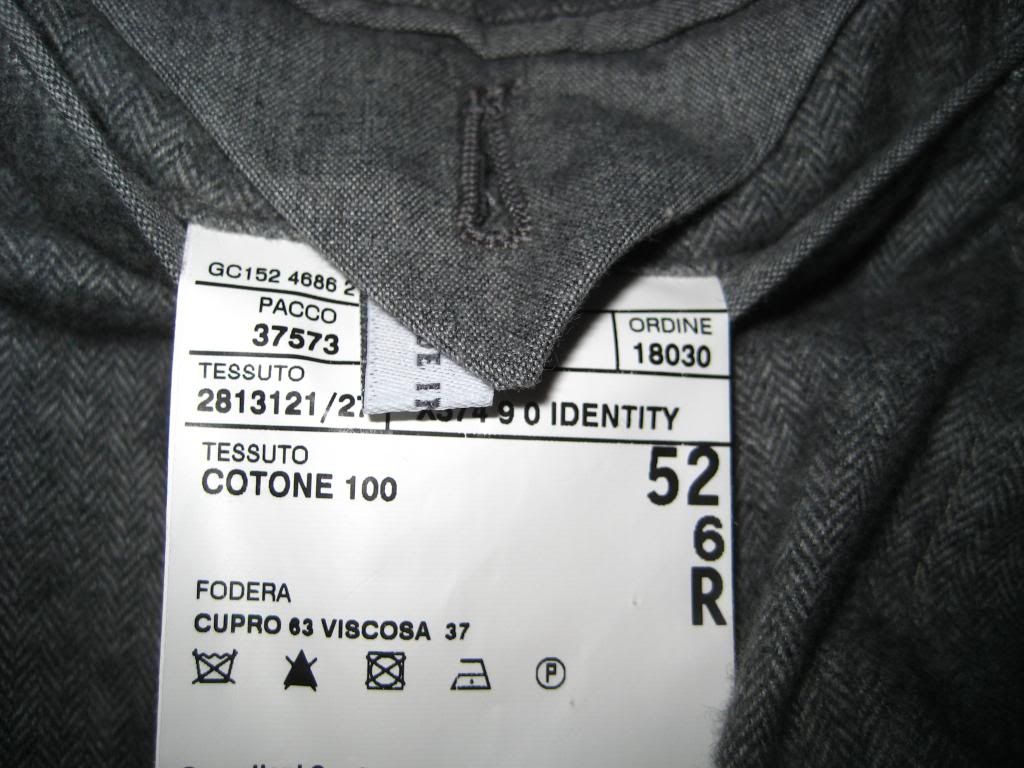 GC152 4686 2
PACCO
37573
ORDINE
18030
TESSUTO
2813121/27 9 0 IDENTITY
TESSUTO
COTONE 100
52
6
R
FODERA
CUPRO 63 VISCOSA 37
P